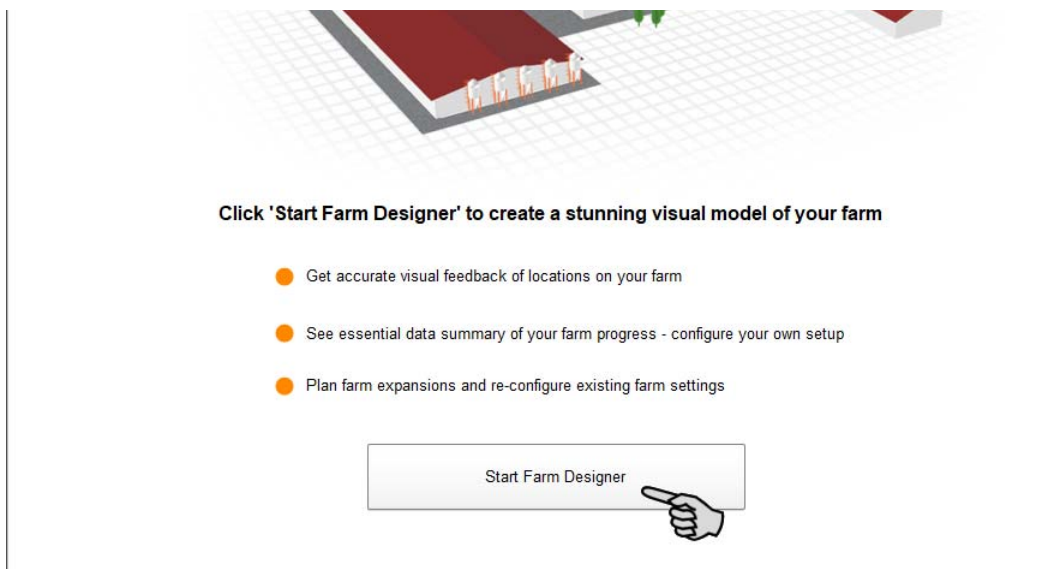 Click 'Start Farm Designer' to create a stunning visual model of your farm
Get accurate visual feedback of locations on your farm
See essential data summary of your farm progress - configure your own setup
Plan farm expansions and re-configure existing farm settings
Start Farm Designer